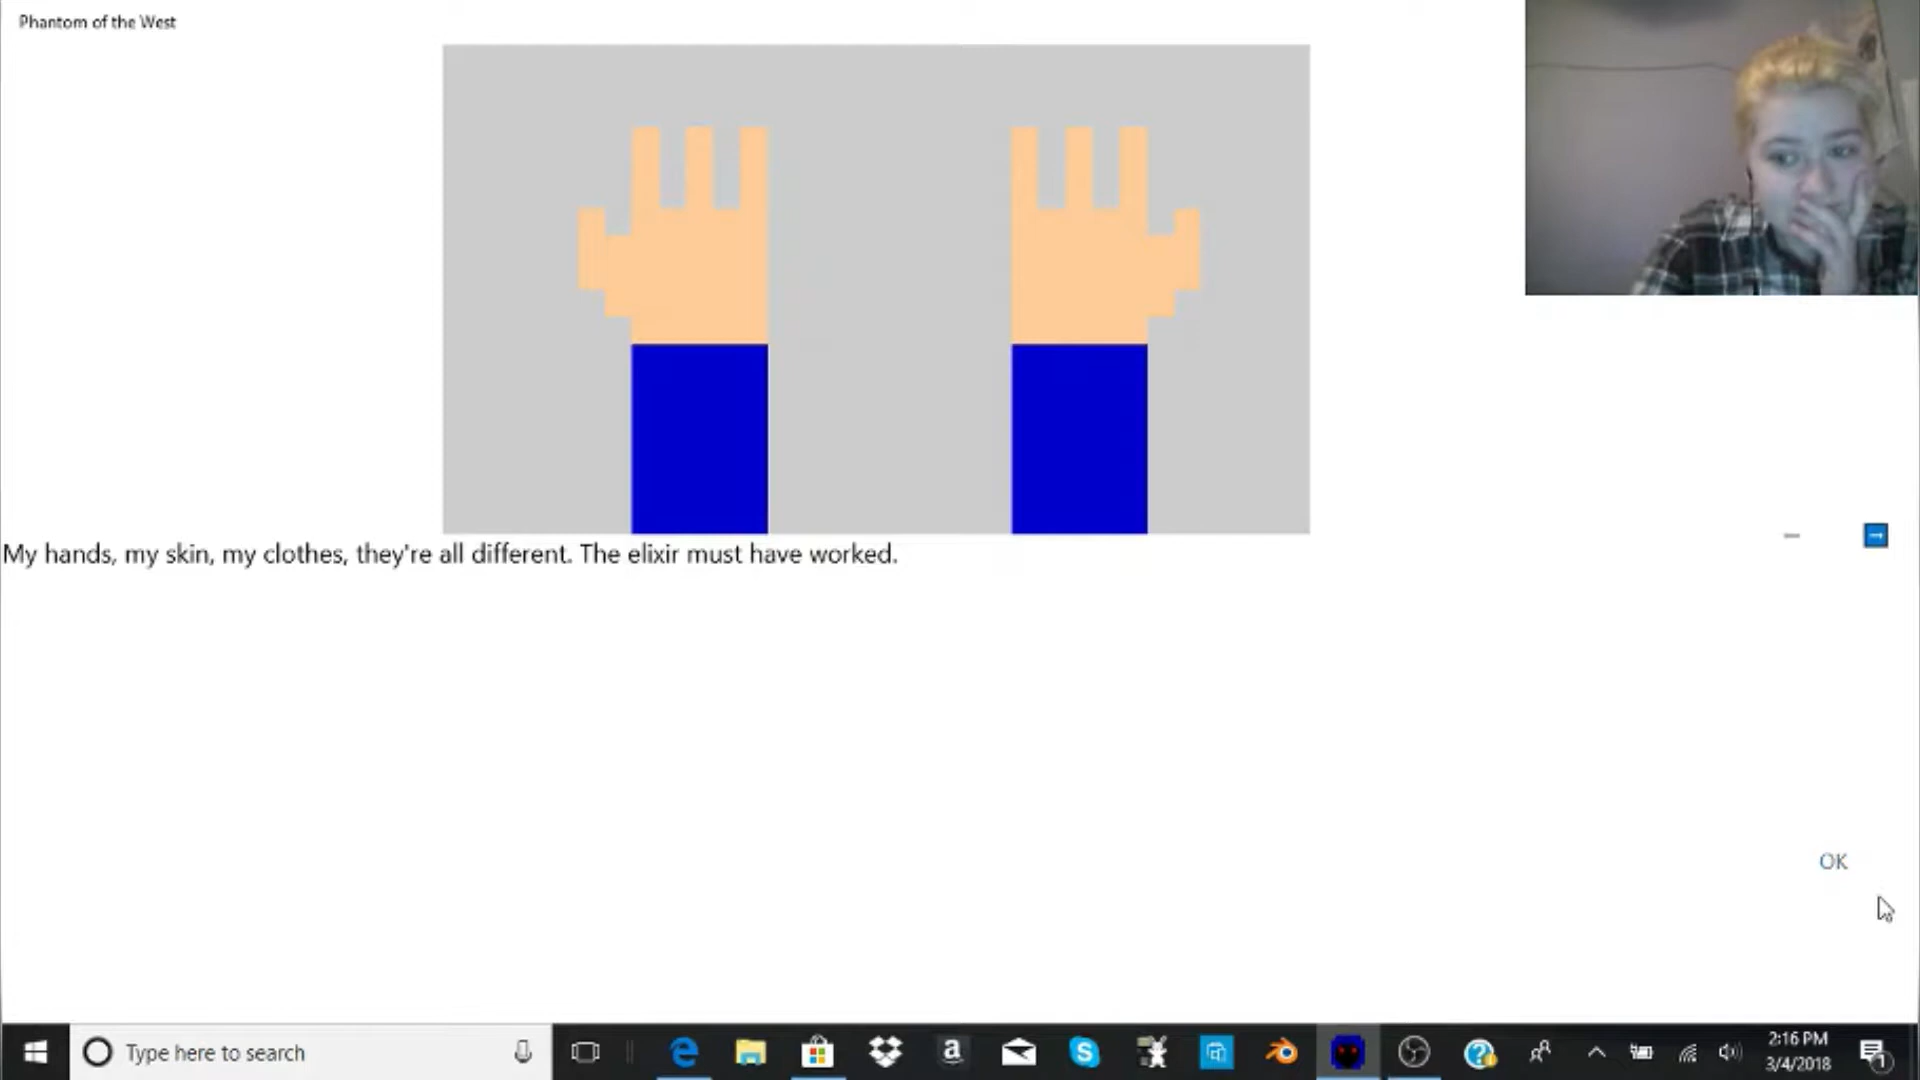 Phantom of the West
My hands, my skin, my clothes, they're all different. The elixir must have worked.
OK
Type here to search
2:16 PM
3/4/2018
1